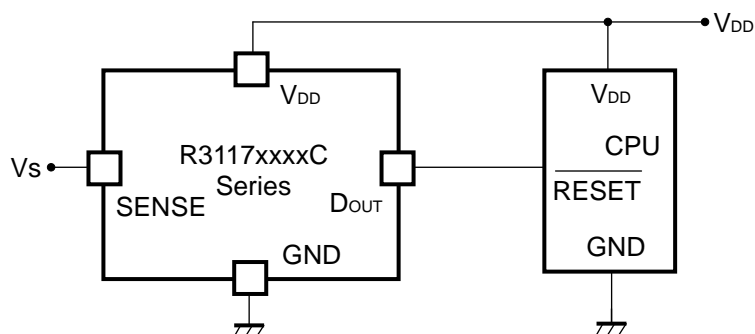 VDD
VDD
VDD
R3117xxxxC
Series
CPU
Vs
SENSE
DOUT
RESET
GND
GND